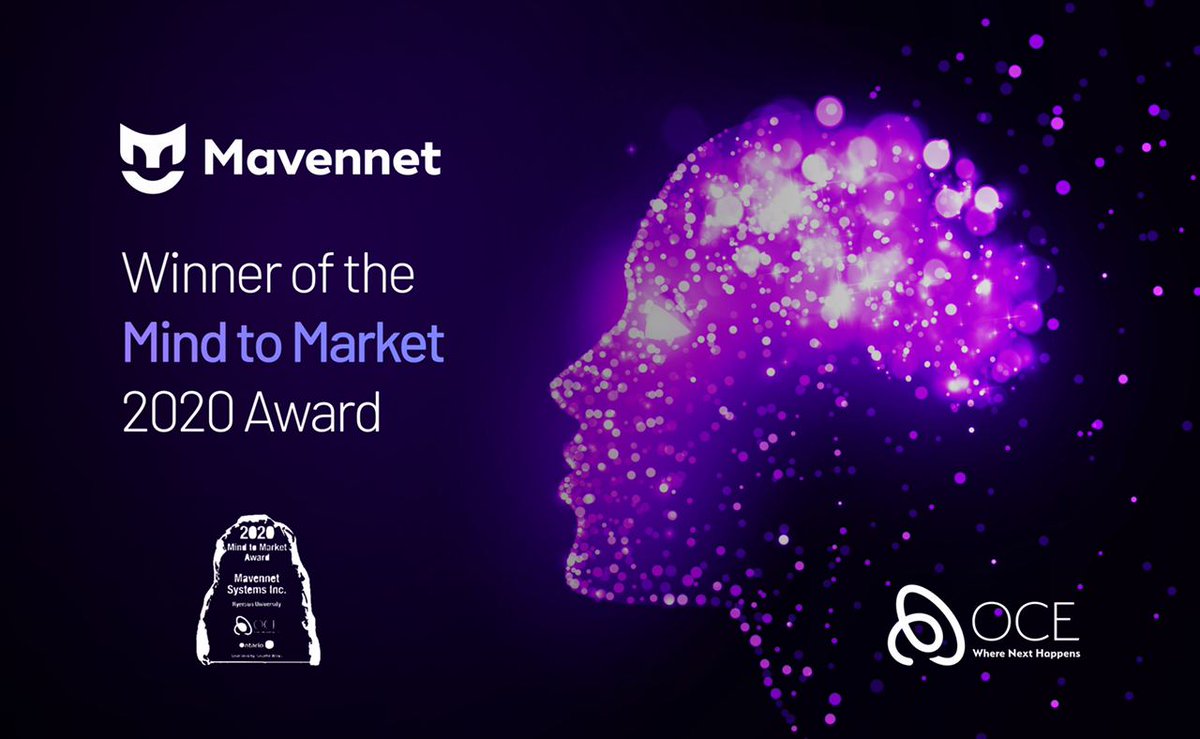 Mavennet
Winner of the
Mind to Market
2020 Award
2020
Mind to Market
Award
Mavennet
Systems Inc.
Ryerson University
OCE
Ontario
OCE
Where Next Happens